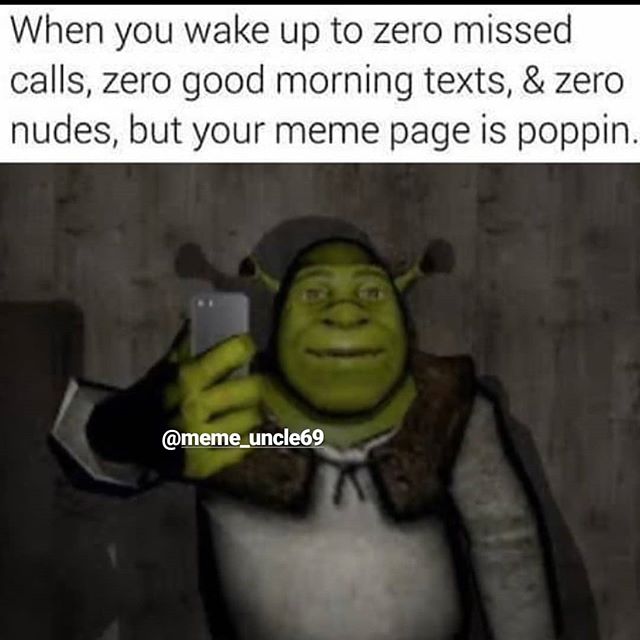 When you wake up to zero missed
calls, zero good morning texts, & zero
nudes, but your meme page is poppin.
@meme_uncle69